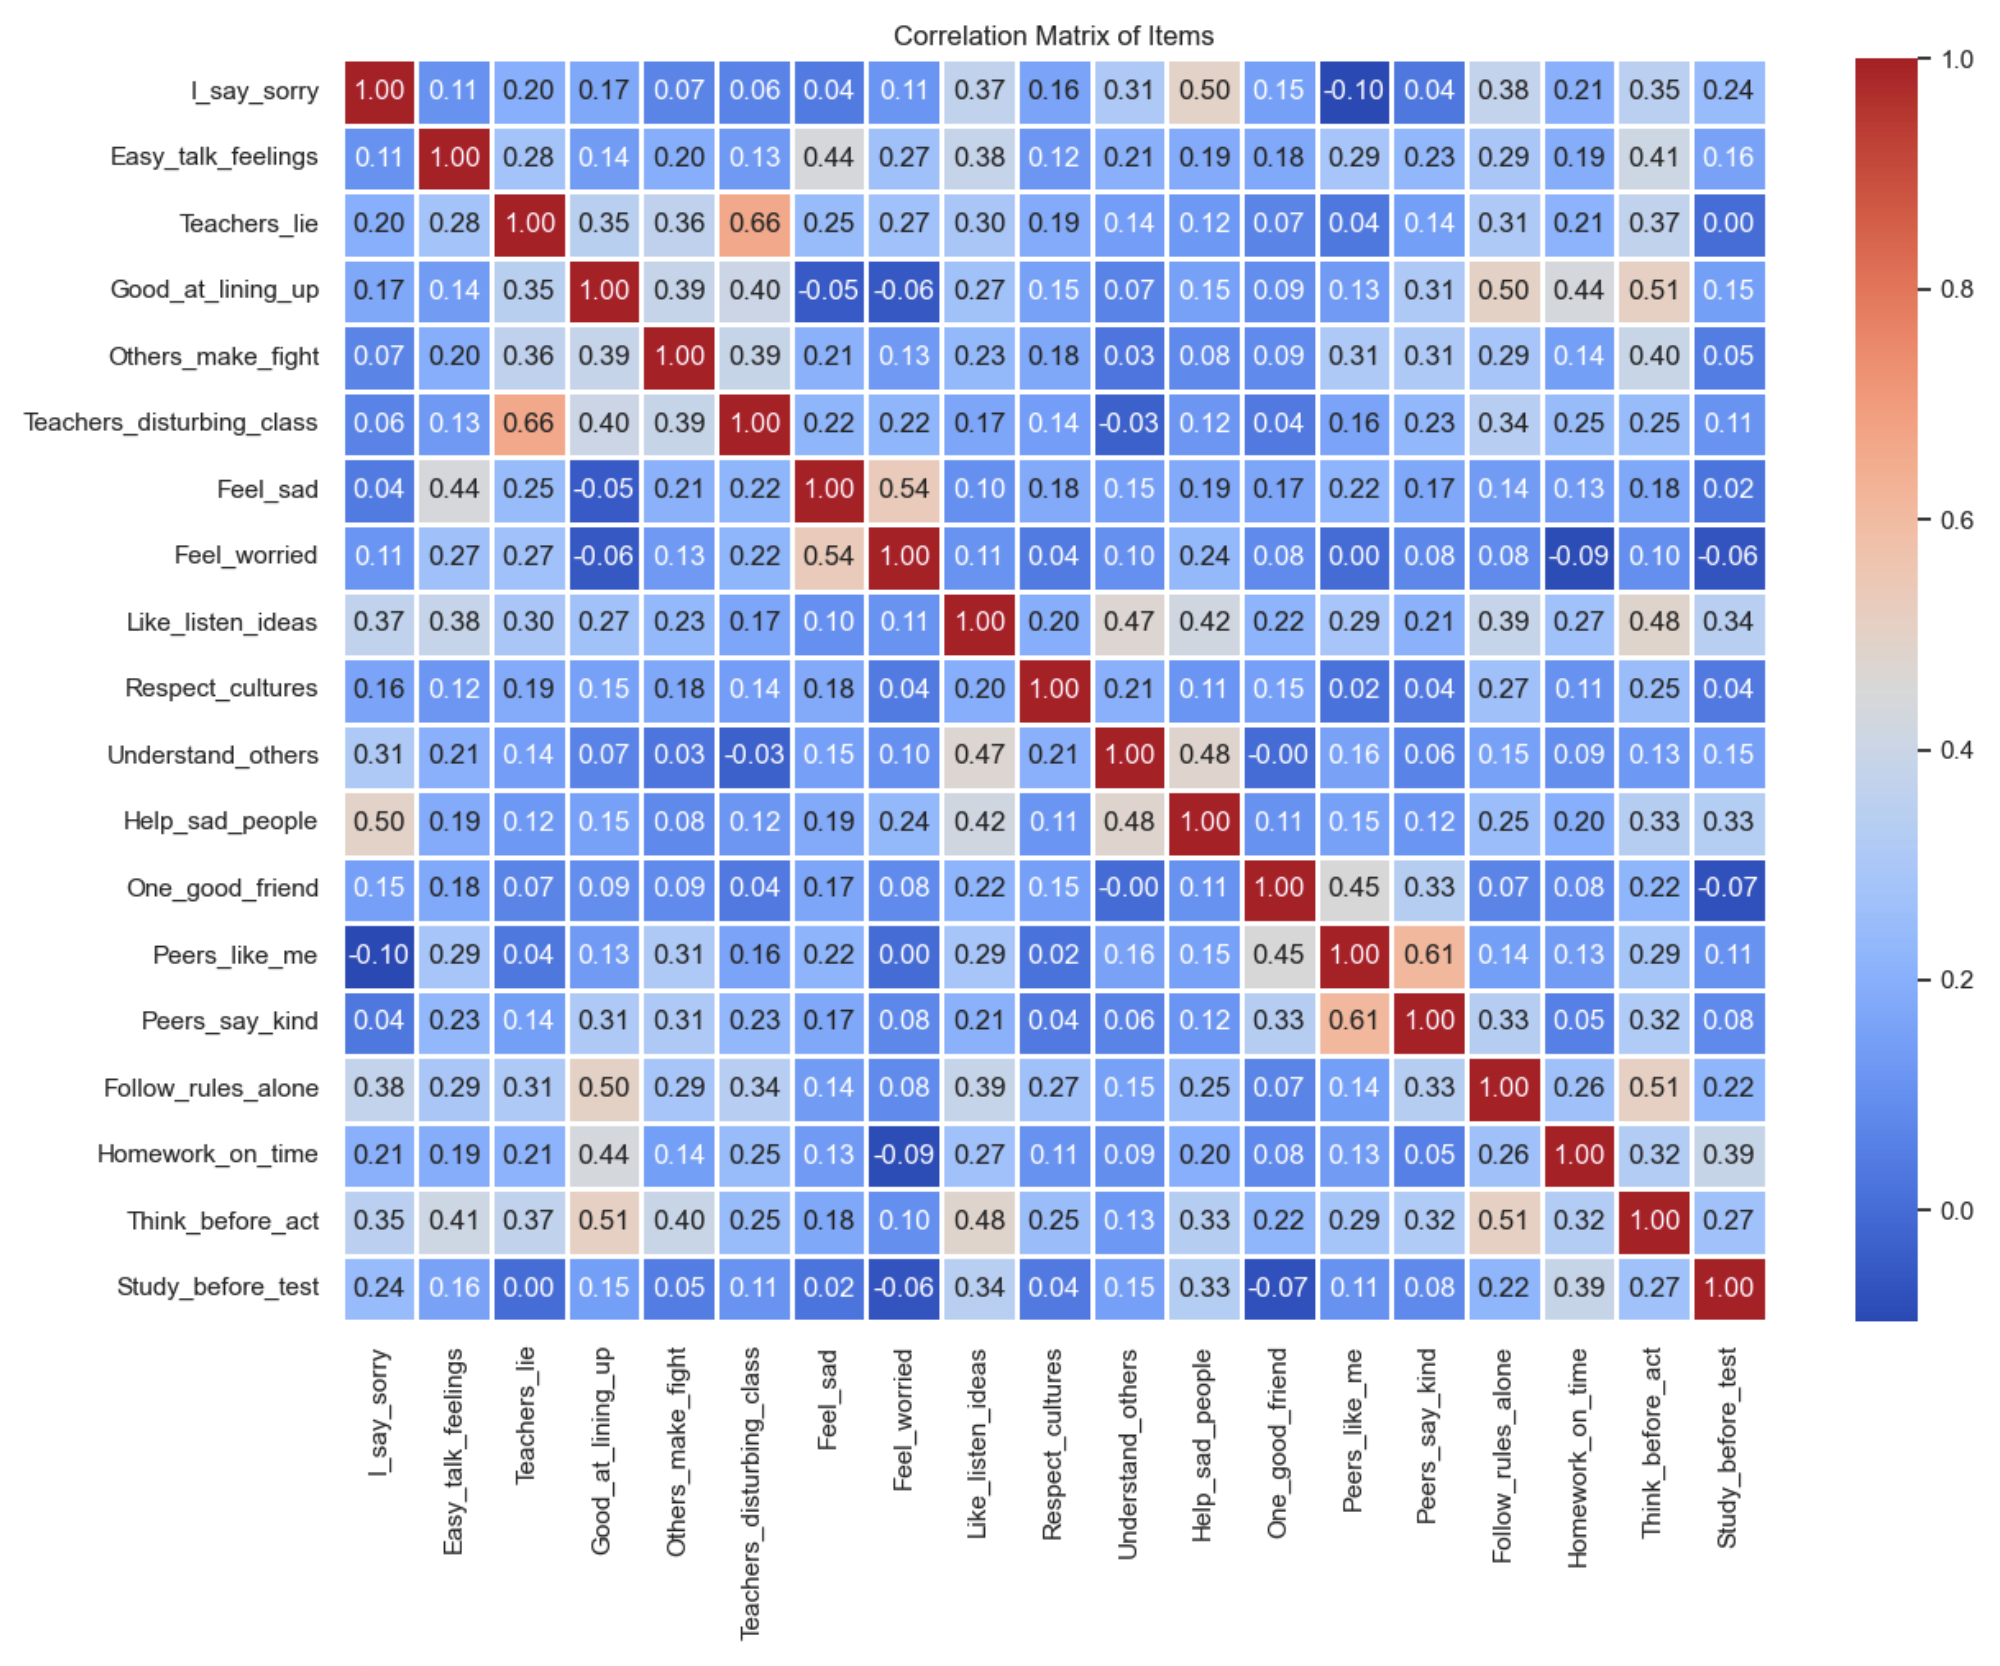 Correlation Matrix of Items
I_say_sorry 1.00 0.11 0.20 0.17 0.07 0.06 0.04 0.11 0.37 0.16 0.31 0.50 0.15 -0.10 0.04 0.38 0.21 0.35 0.24
Easy_talk_feelings 0.11 1.00 0.28 0.14 0.20 0.13 0.44 0.27 0.38 0.12 0.21 0.19 0.18 0.29 0.23 0.29 0.19 0.41 0.16
Teachers_lie 0.20 0.28 1.00 0.35 0.36 0.66 0.25 0.27 0.30 0.19 0.14 0.12 0.07 0.04 0.14 0.31 0.21 0.37 0.00
Good_at_lining_up 0.17 0.14 0.35 1.00 0.39 0.40 -0.05 -0.06 0.27 0.15 0.07 0.15 0.09 0.13 0.31 0.50 0.44 0.51 0.15
Others_make_fight 0.07 0.20 0.36 0.39 1.00 0.39 0.21 0.13 0.23 0.18 0.03 0.08 0.09 0.31 0.31 0.29 0.14 0.40 0.05
Teachers_disturbing_class 0.06 0.13 0.66 0.40 0.39 1.00 0.22 0.22 0.17 0.14 -0.03 0.12 0.04 0.16 0.23 0.34 0.25 0.25 0.11
Feel_sad 0.04 0.44 0.25 -0.05 0.21 0.22 1.00 0.54 0.10 0.18 0.15 0.19 0.17 0.22 0.17 0.14 0.13 0.18 0.02
Feel_worried 0.11 0.27 0.27 -0.06 0.13 0.22 0.54 1.00 0.11 0.04 0.10 0.24 0.08 0.00 0.08 0.08 -0.09 0.10 -0.06
Like_listen_ideas 0.37 0.38 0.30 0.27 0.23 0.17 0.10 0.11 1.00 0.20 0.47 0.42 0.22 0.29 0.21 0.39 0.27 0.48 0.34
Respect_cultures 0.16 0.12 0.19 0.15 0.18 0.14 0.18 0.04 0.20 1.00 0.21 0.11 0.15 0.02 0.04 0.27 0.11 0.25 0.04
Understand_others 0.31 0.21 0.14 0.07 0.03 -0.03 0.15 0.10 0.47 0.21 1.00 0.48 -0.00 0.16 0.06 0.15 0.09 0.13 0.15
Help_sad_people 0.50 0.19 0.12 0.15 0.08 0.12 0.19 0.24 0.42 0.11 0.48 1.00 0.11 0.15 0.12 0.25 0.20 0.33 0.33
One_good_friend 0.15 0.18 0.07 0.09 0.09 0.04 0.17 0.08 0.22 0.15 -0.00 0.11 1.00 0.45 0.33 0.07 0.08 0.22 -0.07
Peers_like_me -0.10 0.29 0.04 0.13 0.31 0.16 0.22 0.00 0.29 0.02 0.16 0.15 0.45 1.00 0.61 0.14 0.13 0.29 0.11
Peers_say_kind 0.04 0.23 0.14 0.31 0.31 0.23 0.17 0.08 0.21 0.04 0.06 0.12 0.33 0.61 1.00 0.33 0.05 0.32 0.08
Follow_rules_alone 0.38 0.29 0.31 0.50 0.29 0.34 0.14 0.08 0.39 0.27 0.15 0.25 0.07 0.14 0.33 1.00 0.26 0.51 0.22
Homework_on_time 0.21 0.19 0.21 0.44 0.14 0.25 0.13 -0.09 0.27 0.11 0.09 0.20 0.08 0.13 0.05 0.26 1.00 0.32 0.39
Think_before_act 0.35 0.41 0.37 0.51 0.40 0.25 0.18 0.10 0.48 0.25 0.13 0.33 0.22 0.29 0.32 0.51 0.32 1.00 0.27
Study_before_test 0.24 0.16 0.00 0.15 0.05 0.11 0.02 -0.06 0.34 0.04 0.15 0.33 -0.07 0.11 0.08 0.22 0.39 0.27 1.00
I_say_sorry
Easy_talk_feelings
Teachers_lie
Good_at_lining_up
Others_make_fight
Teachers_disturbing_class
Feel_sad
Feel_worried
Like_listen_ideas
Respect_cultures
Understand_others
Help_sad_people
One_good_friend
Peers_like_me
Peers_say_kind
Follow_rules_alone
Homework_on_time
Think_before_act
Study_before_test
1.0
0.8
0.6
0.4
0.2
0.0